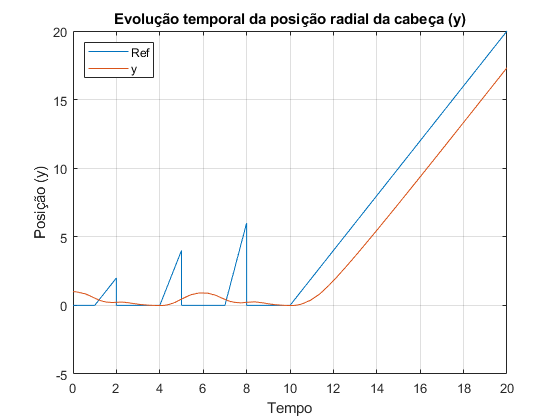 Evolução temporal da posição radial da cabeça (y)
Ref
y
20
15
10
5
0
-5
Posição (y)
0 2 4 6 8 10 12 14 16 18 20
Tempo